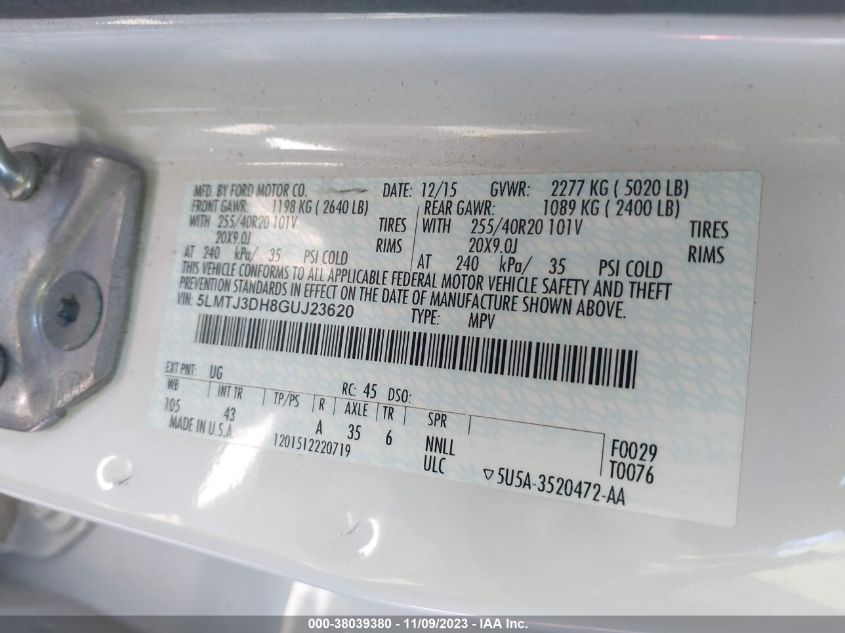 MFD. BY FORD MOTOR CO. DATE: 12/15 GVWR: 2277 KG ( 5020 LB)
FRONT GAWR: 1198 KG ( 2640 LB) REAR GAWR: 1089 KG ( 2400 LB)
WITH 255/40R20 101V TIRES WITH 255/40R20 101V TIRES
20X9.0J RIMS 20X9.0J RIMS
AT 240 kPa/ 35 PSI COLD AT 240 kPa/ 35 PSI COLD
THIS VEHICLE CONFORMS TO ALL APPLICABLE FEDERAL MOTOR VEHICLE SAFETY AND THEFT
PREVENTION STANDARDS IN EFFECT ON THE DATE OF MANUFACTURE SHOWN ABOVE.
VIN: 5LMTJ3DH8GUJ23620 TYPE: MPV
EXT PNT: UG RC: 45 DSO:
WB INT TR TP/PS R AXLE TR SPR
105 43 A 35 6 NNLL F0029
MADE IN U.S.A. 1201512220719 ULC T0076
▽5U5A-3520472-AA
000-38039380 - 11/09/2023 - IAA Inc.